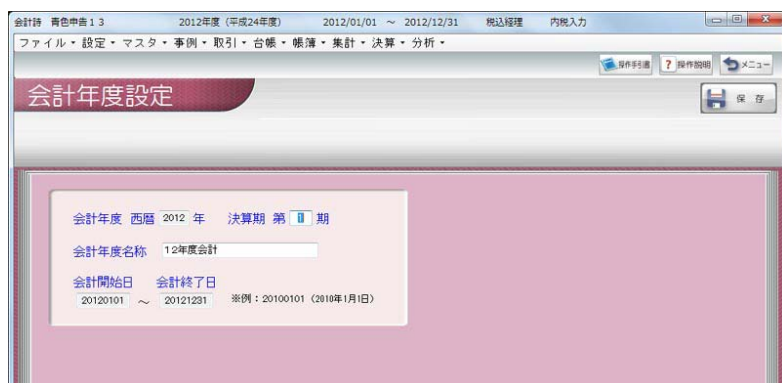 会計詩 青色申告13 2012年度(平成24年度) 2012/01/01 ～ 2012/12/31 税込経理 内税入力
ファイル・設定・マスタ・事例・取引・台帳・帳簿・集計・決算・分析・
操作手引書 ? 操作説明 メニュー
会計年度設定
保 存
会計年度 西暦 2012 年 決算期 第 1 期
会計年度名称 12年度会計
会計開始日 会計終了日
20120101 ～ 20121231 ※例：20100101 (2010年1月1日)